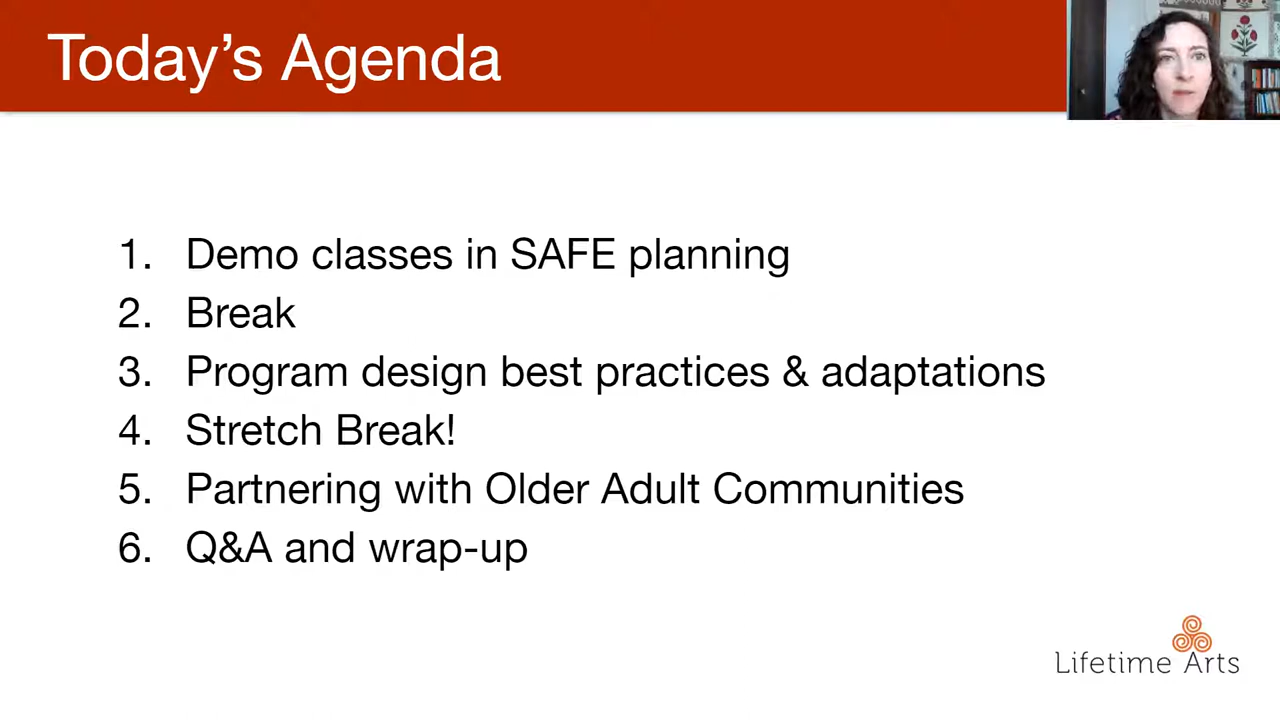 Today's Agenda
1. Demo classes in SAFE planning
2. Break
3. Program design best practices & adaptations
4. Stretch Break!
5. Partnering with Older Adult Communities
6. Q&A and wrap-up
Lifetime Arts